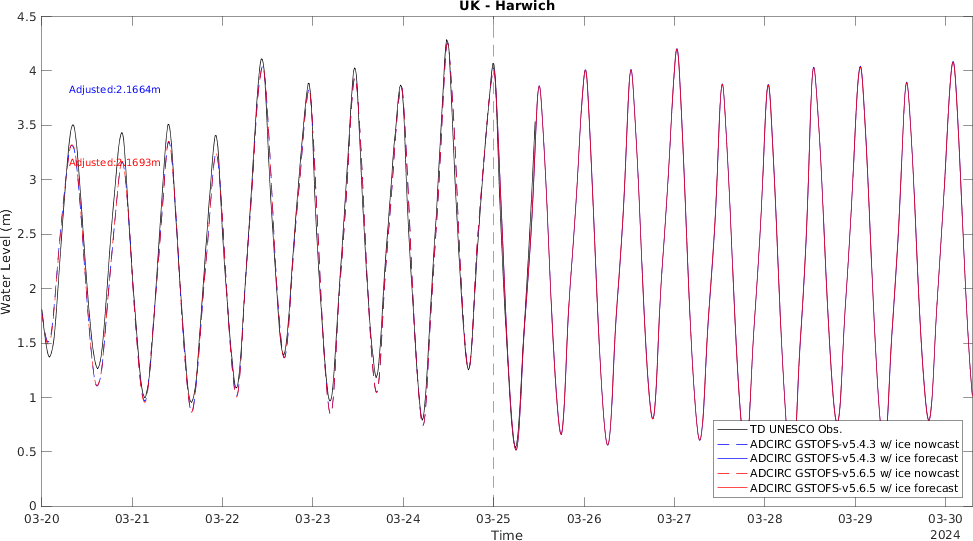 UK - Harwich
4.5
4
3.5
3
2.5
2
1.5
1
0.5
0
Water Level (m)
Adjusted:2.1664m
Adjusted:2.1693m
TD UNESCO Obs.
ADCIRC GSTOFS-v5.4.3 w/ ice nowcast
ADCIRC GSTOFS-v5.4.3 w/ ice forecast
ADCIRC GSTOFS-v5.6.5 w/ ice nowcast
ADCIRC GSTOFS-v5.6.5 w/ ice forecast
03-20 03-21 03-22 03-23 03-24 03-25 03-26 03-27 03-28 03-29 03-30
2024
Time